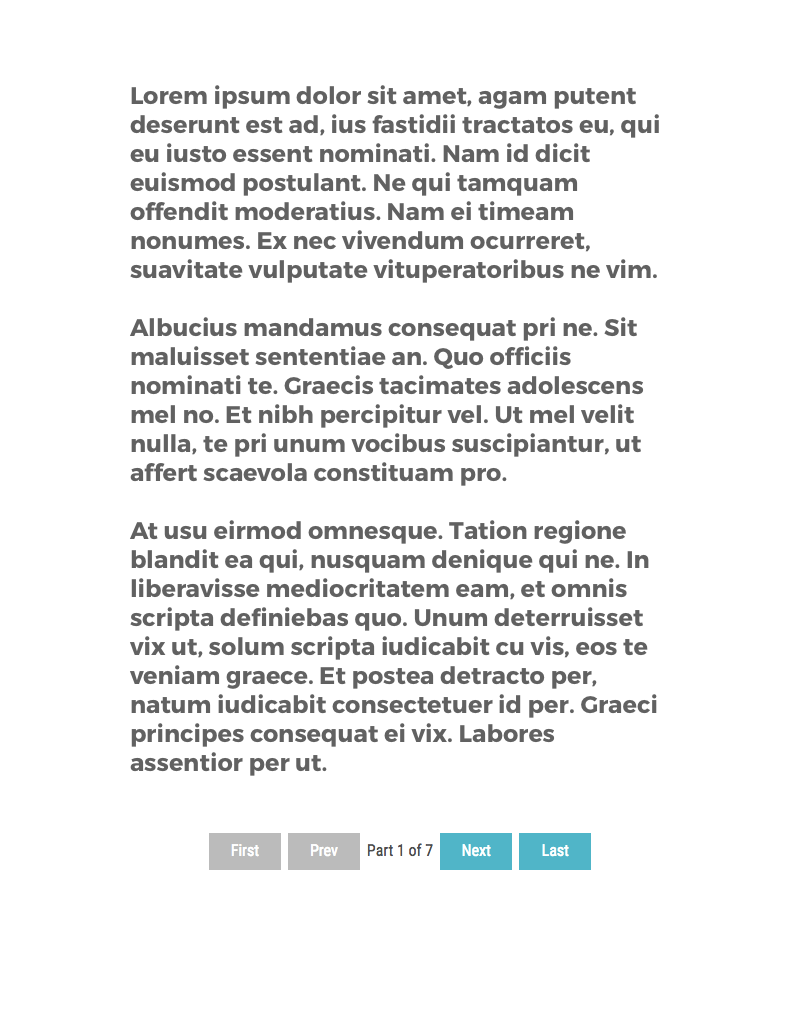 Lorem ipsum dolor sit amet, agam putent
deserunt est ad, ius fastidii tractatos eu, qui
eu iusto essent nominati. Nam id dicit
euismod postulant. Ne qui tamquam
offendit moderatius. Nam ei timeam
nonumes. Ex nec vivendum ocurreret,
suavitate vulputate vituperatoribus ne vim.
Albucius mandamus consequat pri ne. Sit
maluisset sententiae an. Quo officiis
nominati te. Graecis tacimates adolescens
mel no. Et nibh percipitur vel. Ut mel velit
nulla, te pri unum vocibus suscipiantur, ut
affert scaevola constituam pro.
At usu eirmod omnesque. Tation regione
blandit ea qui, nusquam denique qui ne. In
liberavisse mediocritatem eam, et omnis
scripta definiebas quo. Unum deterruisset
vix ut, solum scripta iudicabit cu vis, eos te
veniam graece. Et postea detracto per,
natum iudicabit consectetuer id per. Graeci
principes consequat ei vix. Labores
assentior per ut.
First Prev Part 1 of 7 Next Last